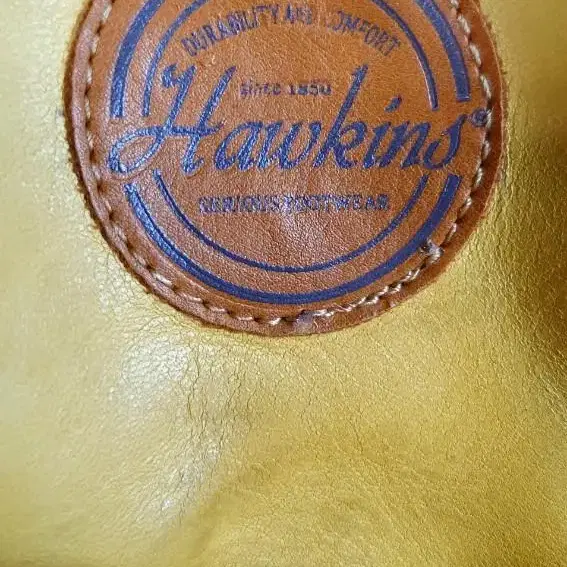 DURABILITY AND COMFORT
since 1850
Hawkins®
SERIOUS FOOTWEAR